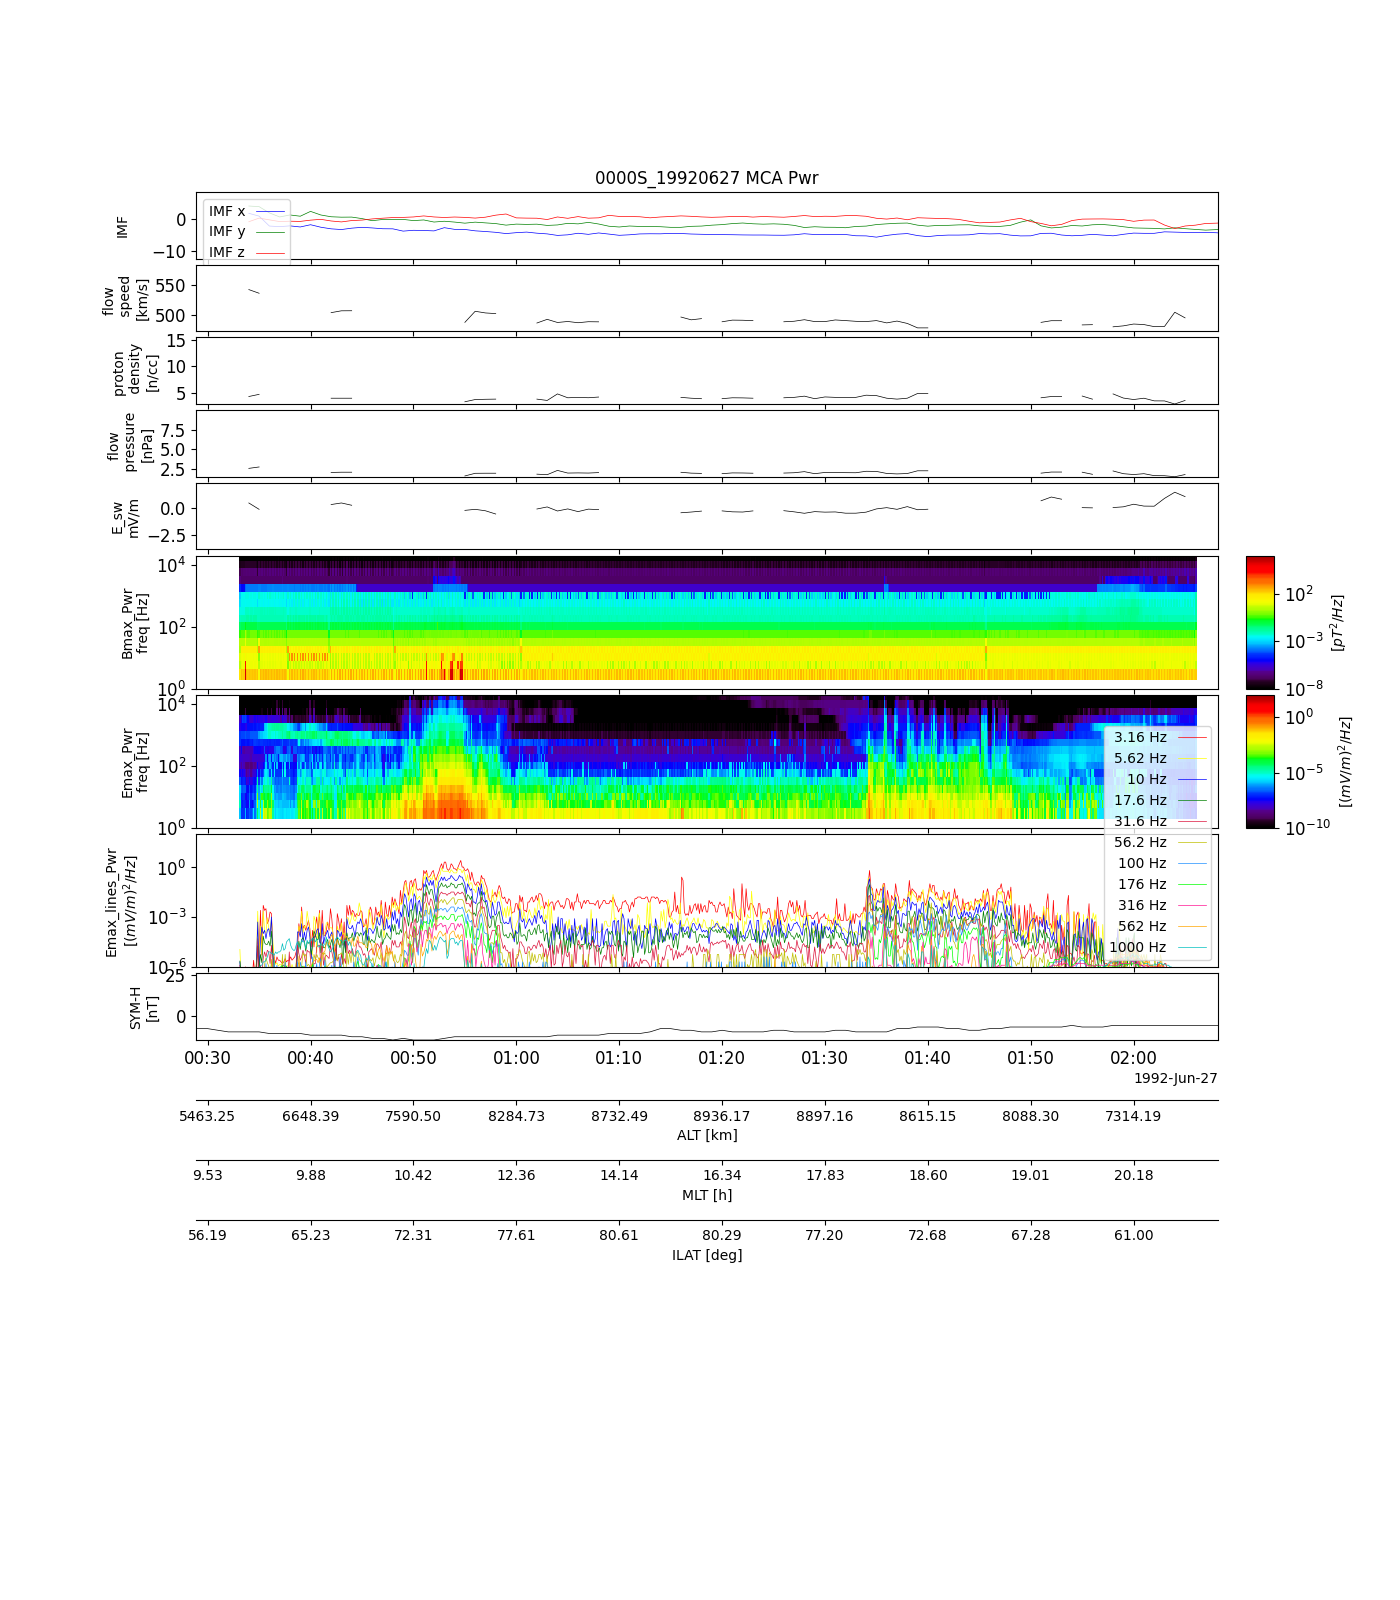 0000S_19920627 MCA Pwr
IMF
0
−10
IMF x
IMF y
IMF z
flow
speed
[km/s]
550
500
proton
density
[n/cc]
15
10
5
flow
pressure
[nPa]
7.5
5.0
2.5
E_sw
mV/m
0.0
−2.5
Bmax_Pwr
freq [Hz]
10^4
10^2
10^0
10^2
10^−3
10^−8
[pT^2/Hz]
Emax_Pwr
freq [Hz]
10^4
10^2
10^0
10^0
10^−5
10^−10
[(mV/m)^2/Hz]
3.16 Hz
5.62 Hz
10 Hz
17.6 Hz
31.6 Hz
56.2 Hz
100 Hz
176 Hz
316 Hz
562 Hz
1000 Hz
Emax_lines_Pwr
[(mV/m)^2/Hz]
10^0
10^−3
10^−6
SYM-H
[nT]
25
0
00:30 00:40 00:50 01:00 01:10 01:20 01:30 01:40 01:50 02:00
1992-Jun-27
5463.25 6648.39 7590.50 8284.73 8732.49 8936.17 8897.16 8615.15 8088.30 7314.19
ALT [km]
9.53 9.88 10.42 12.36 14.14 16.34 17.83 18.60 19.01 20.18
MLT [h]
56.19 65.23 72.31 77.61 80.61 80.29 77.20 72.68 67.28 61.00
ILAT [deg]